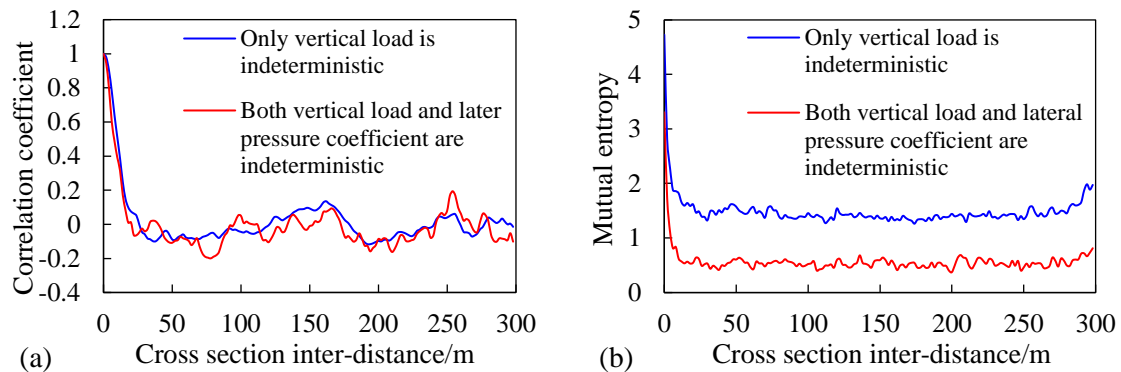 1.2
1
0.8
0.6
0.4
0.2
0
-0.2
-0.4
Correlation coefficient
Only vertical load is
indeterministic
Both vertical load and later
pressure coefficient are
indeterministic
0 50 100 150 200 250 300
Cross section inter-distance/m
(a)
5
4
3
2
1
0
Mutual entropy
Only vertical load is
indeterministic
Both vertical load and lateral
pressure coefficient are
indeterministic
0 50 100 150 200 250 300
Cross section inter-distance/m
(b)